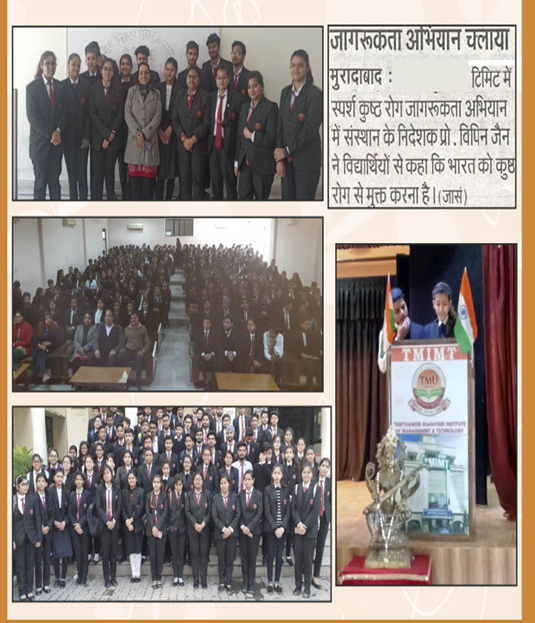 जागरूकता अभियान चलाया
मुरादाबाद : टिमिट में
स्पर्श कुष्ठ रोग जागरूकता अभियान
में संस्थान के निदेशक प्रो. विपिन जैन
ने विद्यार्थियों से कहा कि भारत को कुष्ठ
रोग से मुक्त करना है। (जासं)
TMIMT
TMU
TEERTHANKER MAHAVEER INSTITUTE
OF MANAGEMENT & TECHNOLOGY
TMIMT